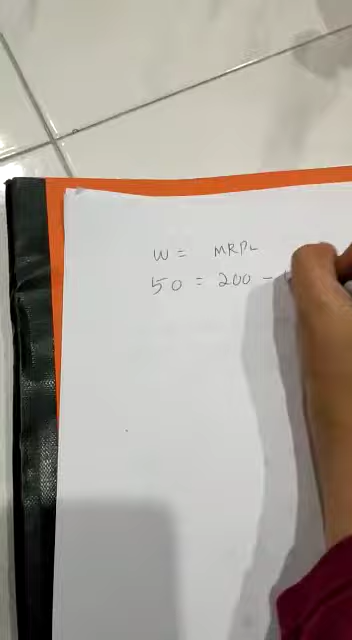 W = MRPL
50 = 200 -